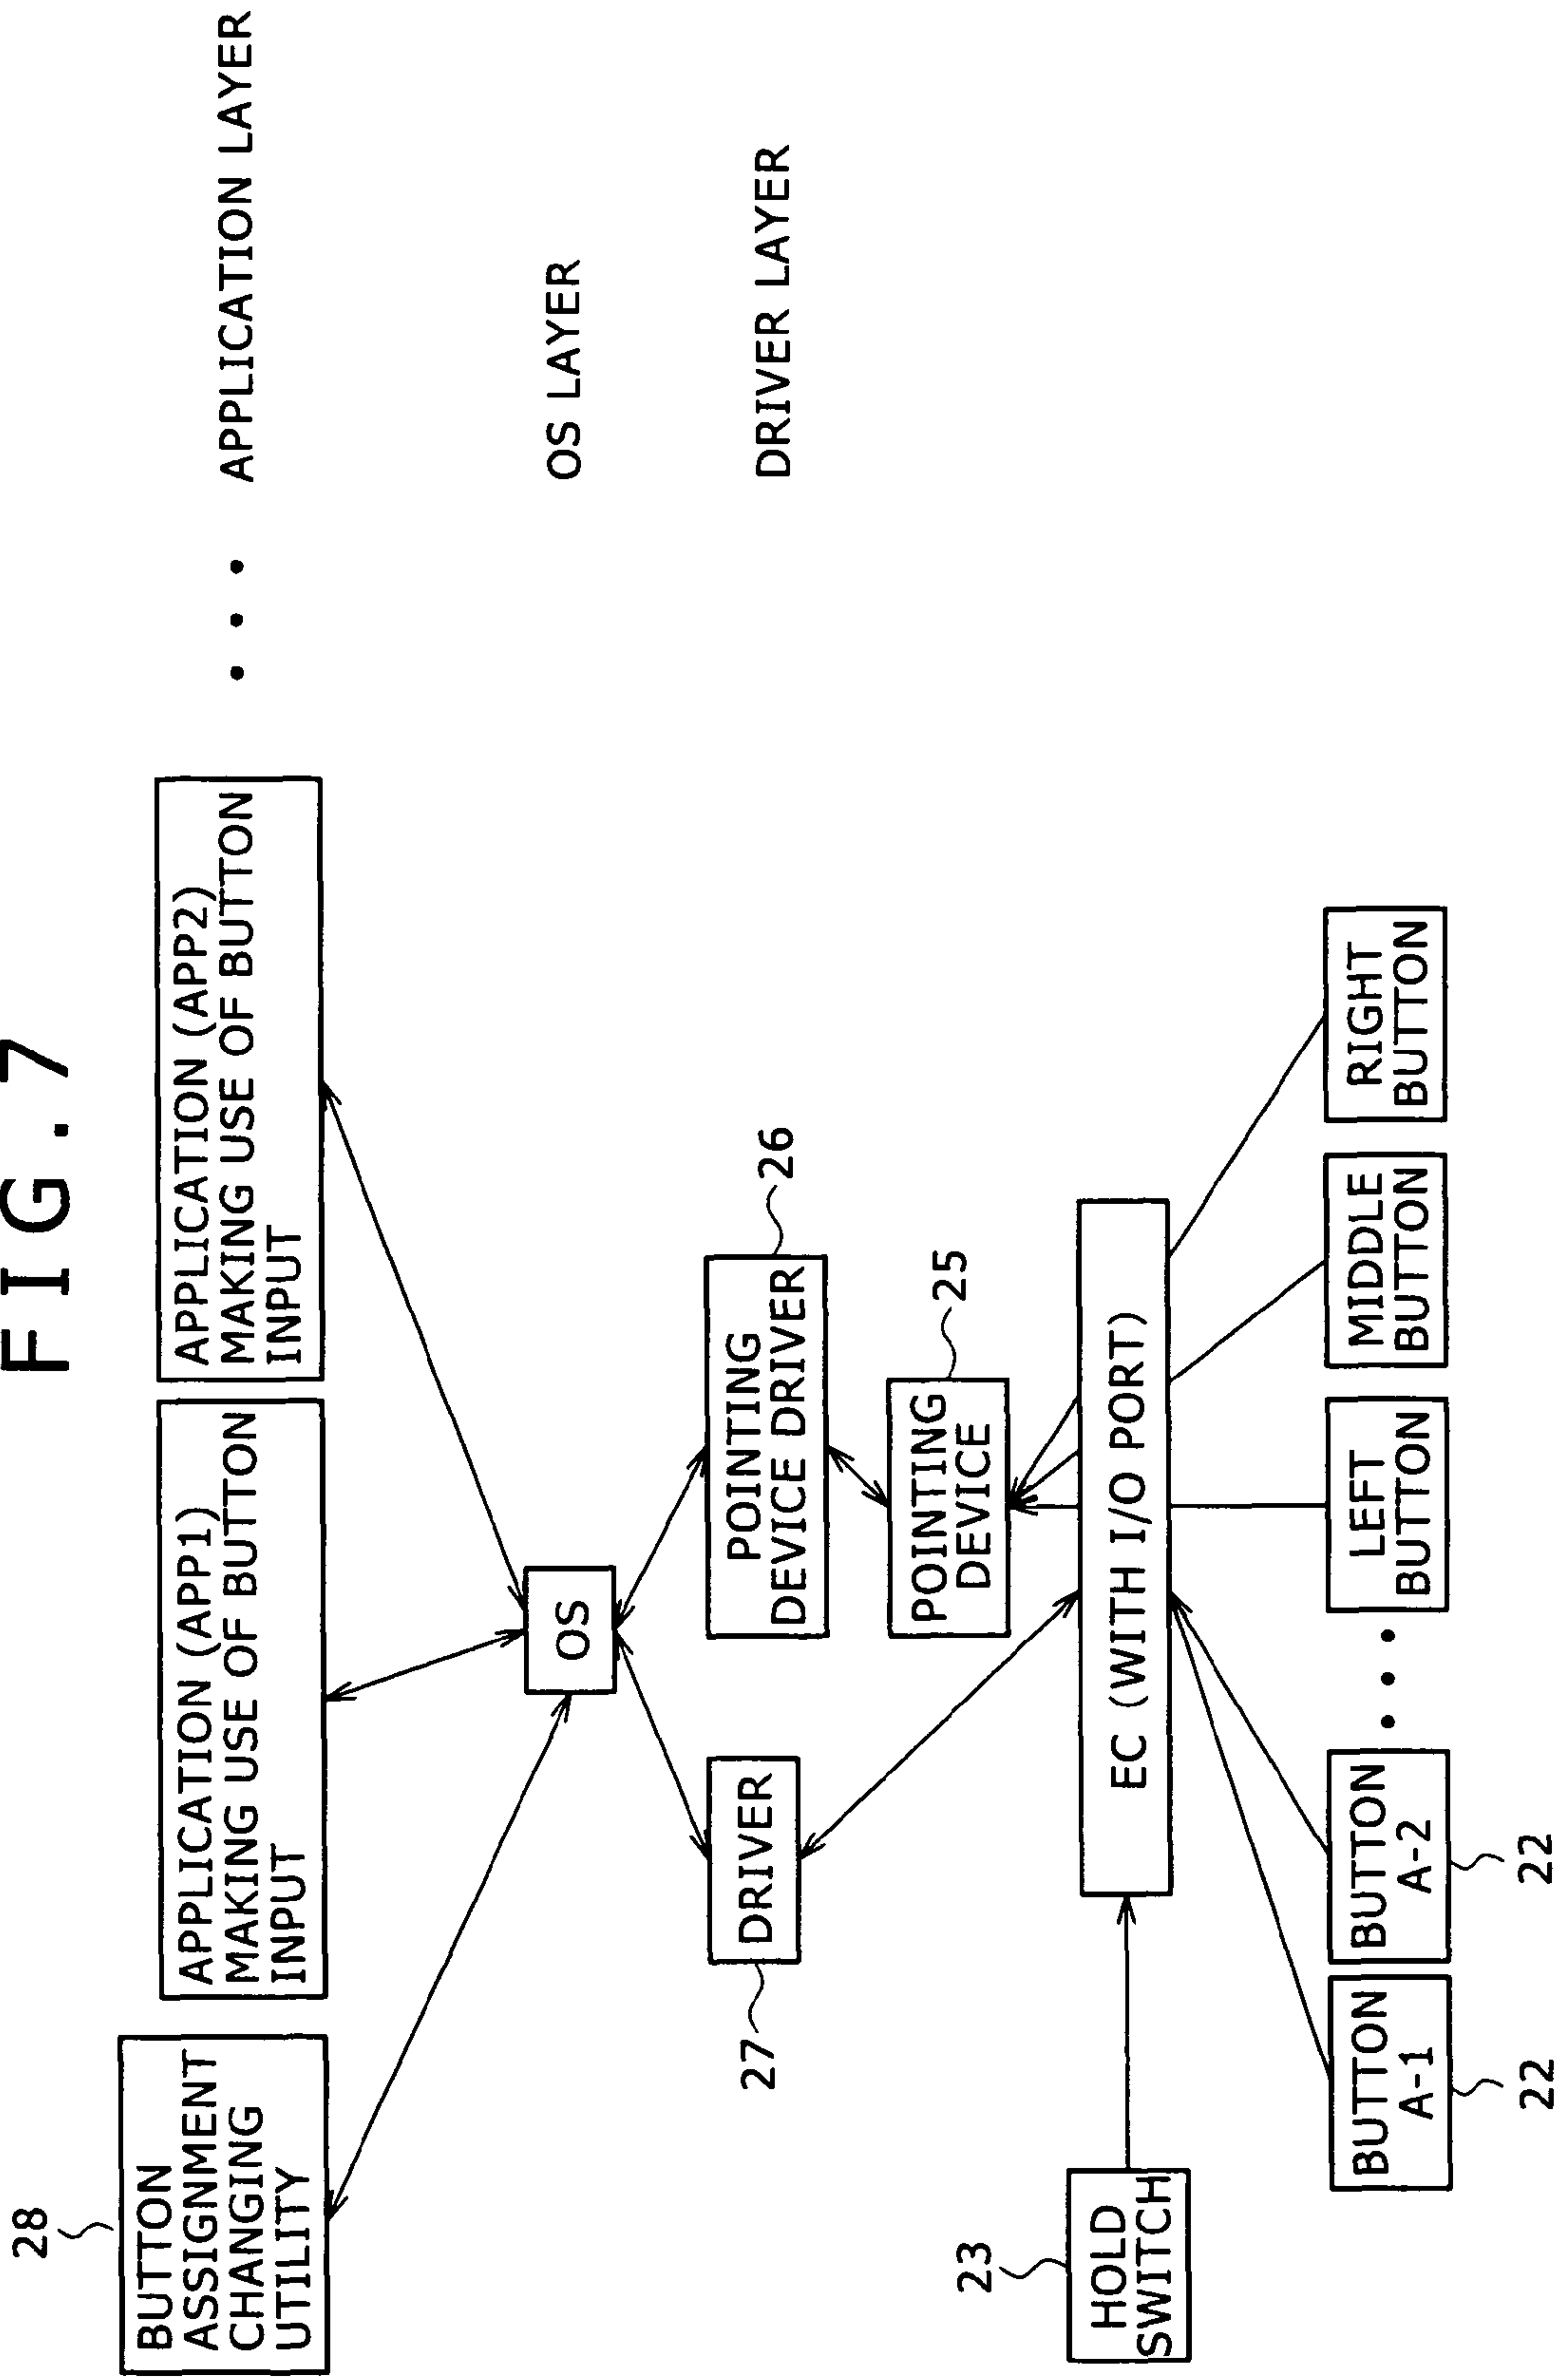 FIG. 7
28
BUTTON
ASSIGNMENT
CHANGING
UTILITY
APPLICATION (APP1)
MAKING USE OF BUTTON
INPUT
APPLICATION (APP2)
MAKING USE OF BUTTON
INPUT
• • •
APPLICATION LAYER
OS
OS LAYER
27
DRIVER
POINTING
DEVICE DRIVER
26
DRIVER LAYER
POINTING
DEVICE
25
23
HOLD
SWITCH
EC (WITH I/O PORT)
BUTTON
A-1
22
BUTTON
A-2
22
• • •
LEFT
BUTTON
MIDDLE
BUTTON
RIGHT
BUTTON